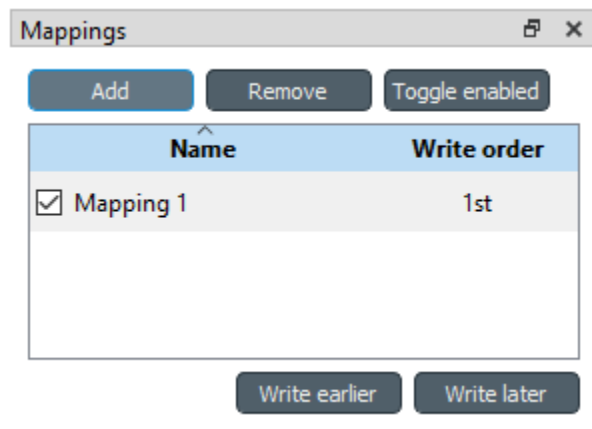 Mappings
Add Remove Toggle enabled
Name Write order
Mapping 1 1st
Write earlier Write later